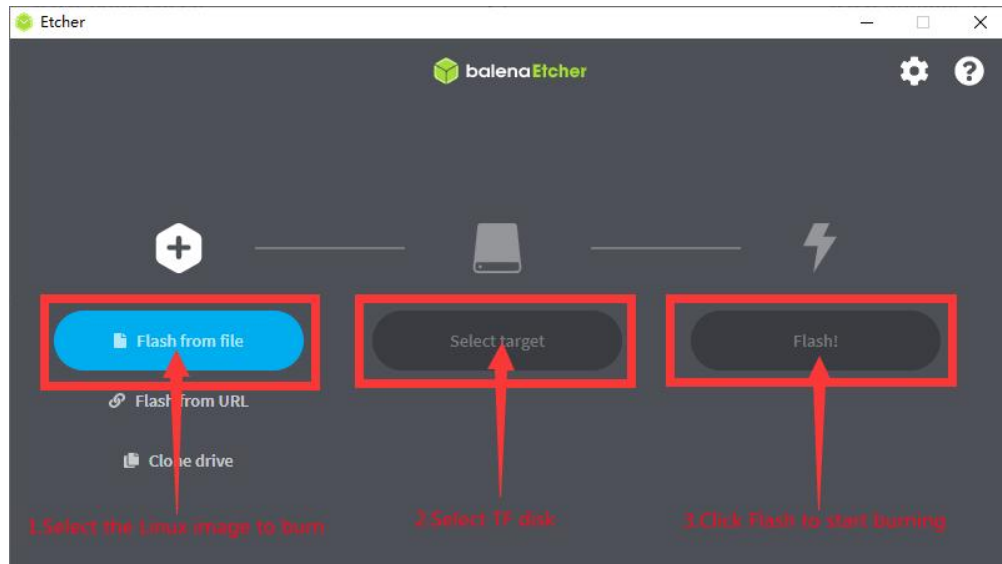 Etcher
balenaEtcher
Flash from file
Select target
Flash!
Flash from URL
Clone drive
1.Select the Linux image to burn
2.Select TF disk
3.Click Flash to start burning